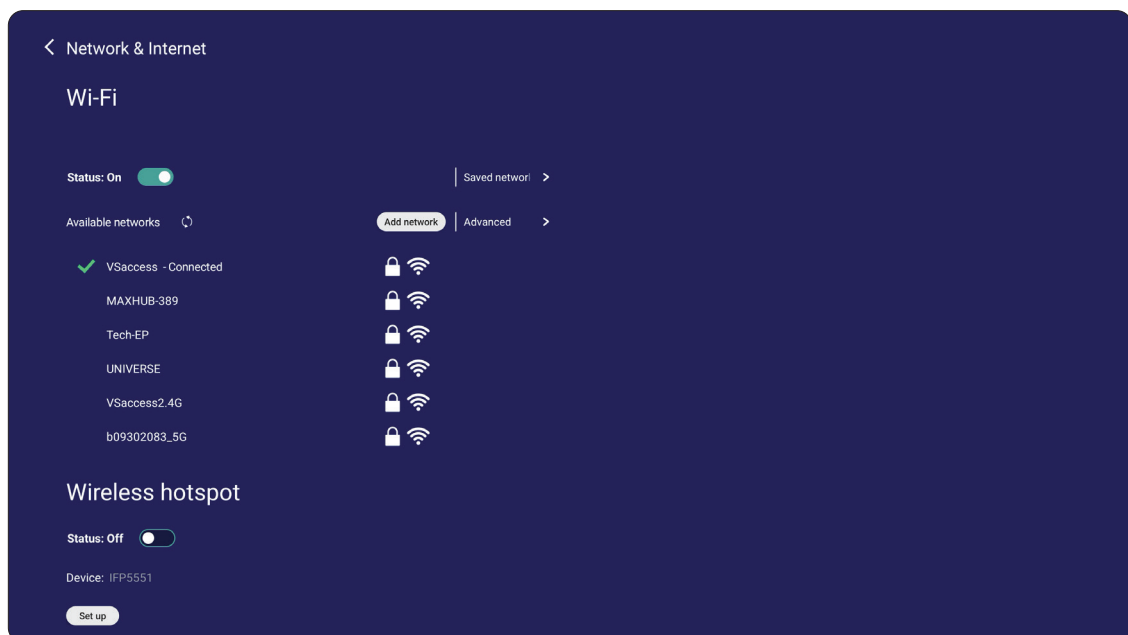 Network & Internet
Wi-Fi
Status: On
Saved networ
Available networks
Add network
Advanced
VSaccess - Connected
MAXHUB-389
Tech-EP
UNIVERSE
VSaccess2.4G
b09302083_5G
Wireless hotspot
Status: Off
Device: IFP5551
Set up